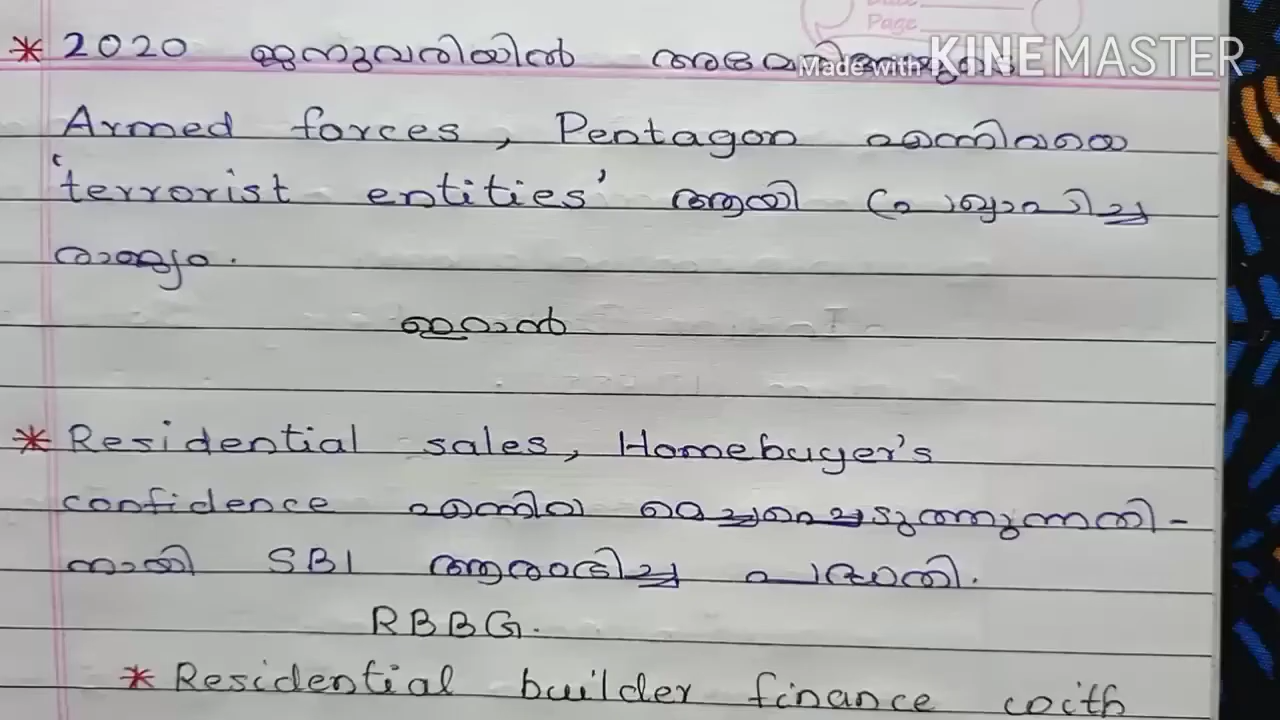 Page
Made with KINEMASTER
* 2020 ജനുവരിയിൽ അമേരിക്കയുടെ
Armed forces, Pentagon എന്നിവയെ
'terrorist entities' ആയി പ്രഖ്യാപിച്ച
രാജ്യം.
ഇറാൻ
* Residential sales, Homebuyer's
confidence എന്നിവ മെച്ചപ്പെടുത്തുന്നതി-
നായി SBI ആരംഭിച്ച പദ്ധതി.
RBBG.
* Residential builder finance with